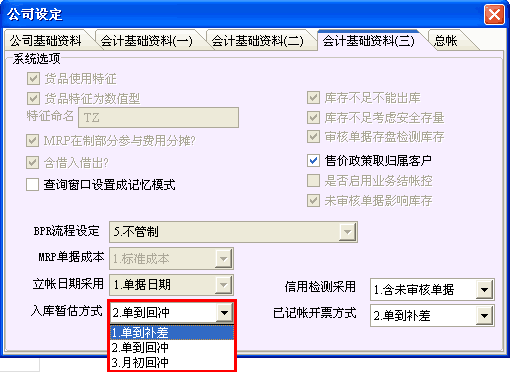 公司设定
公司基础资料 会计基础资料(一) 会计基础资料(二) 会计基础资料(三) 总帐
系统选项
货品使用特征
货品特征为数值型
特征命名 TZ
MRP在制部分参与费用分摊?
含借入借出?
查询窗口设置成记忆模式
库存不足不能出库
库存不足考虑安全存量
审核单据存盘检测库存
售价政策取归属客户
是否启用业务结帐控
未审核单据影响库存
BPR流程设定 5.不管制
MRP单据成本 1.标准成本
立帐日期采用 1.单据日期
信用检测采用 1.含未审核单据
入库暂估方式 2.单到回冲
已记帐开票方式 2.单到补差
1.单到补差
2.单到回冲
3.月初回冲